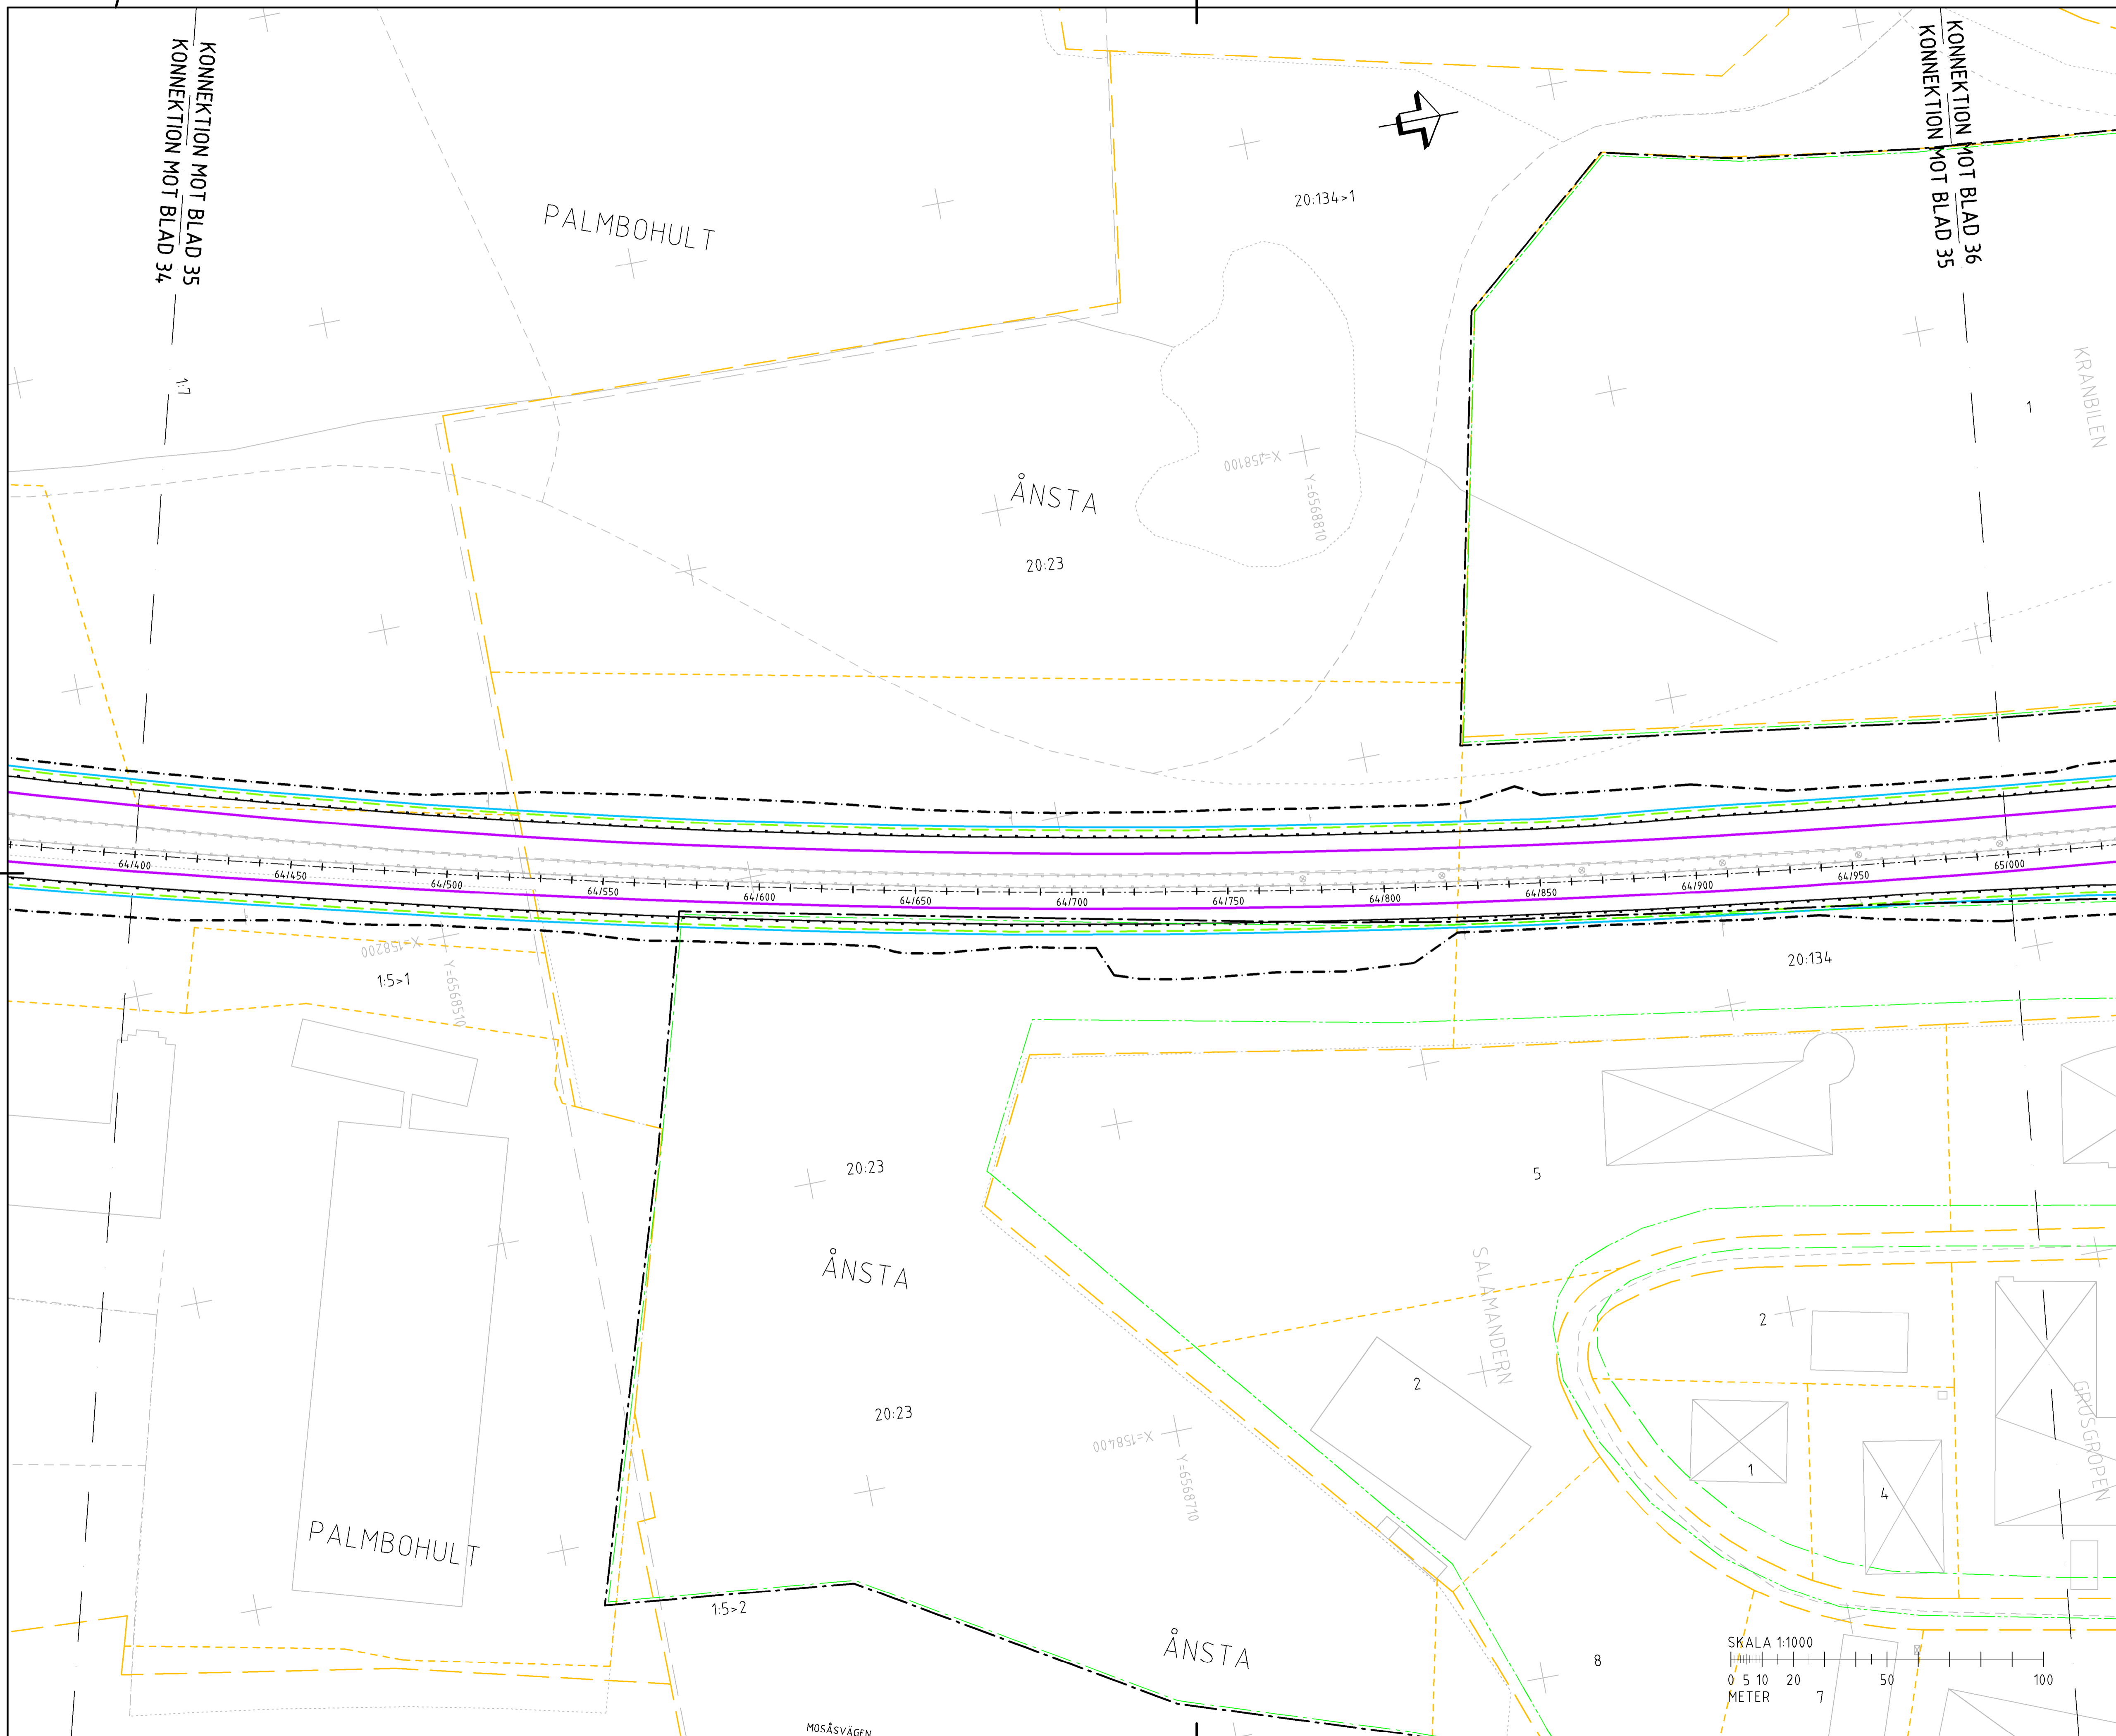 KONNEKTION MOT BLAD 35
KONNEKTION MOT BLAD 34
KONNEKTION MOT BLAD 36
KONNEKTION MOT BLAD 35
PALMBOHULT
20:134>1
1:7
KRANBILEN
1
X=158100
Y=6568810
ÅNSTA
20:23
64/400
64/450
64/500
64/550
64/600
64/650
64/700
64/750
64/800
64/850
64/900
64/950
65/000
X=158200
Y=6568510
1:5>1
20:134
20:23
5
ÅNSTA
SALAMANDERN
2
2
20:23
X=158400
Y=6568710
1
4
GRUSGROPEN
PALMBOHULT
1:5>2
ÅNSTA
8
SKALA 1:1000
0 5 10 20 50 100
METER
7
MOSÅSVÄGEN